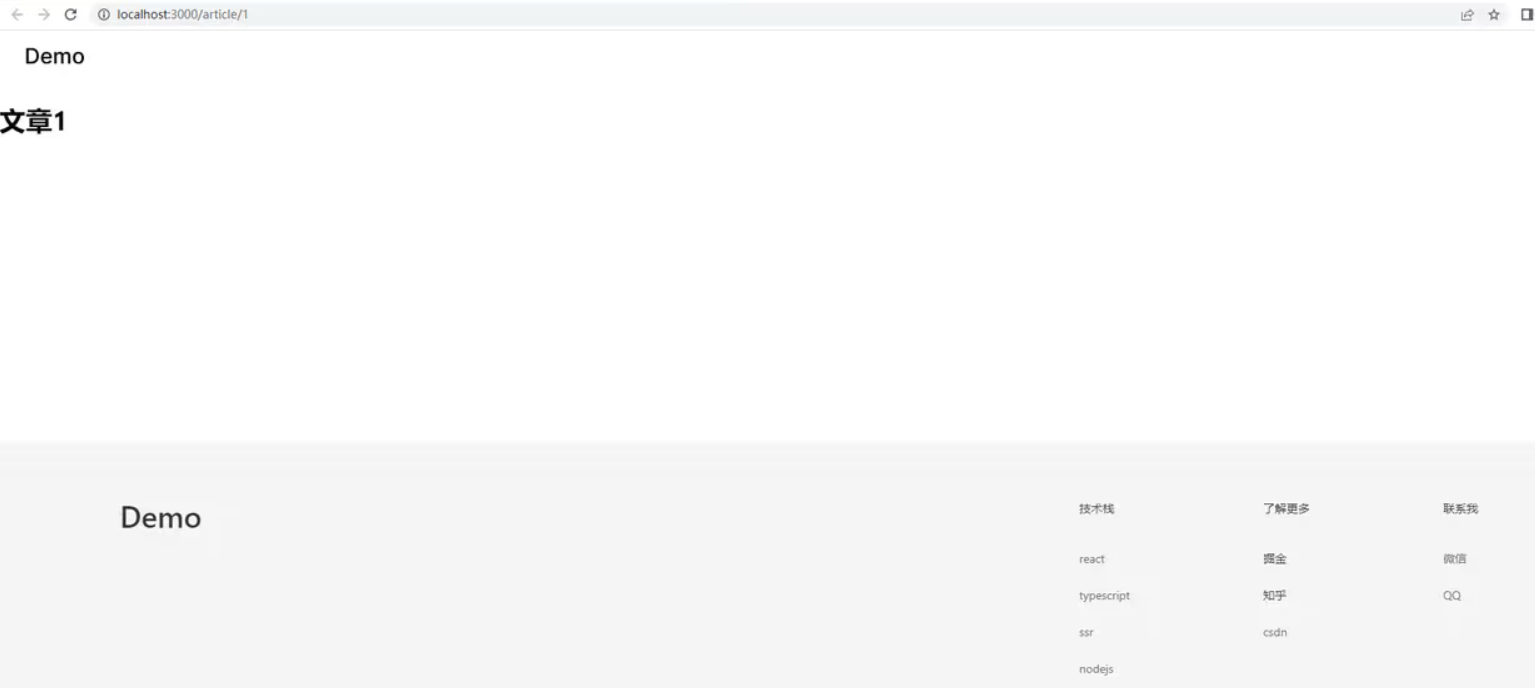 localhost:3000/article/1
Demo
文章1
Demo
技术栈
react
typescript
ssr
nodejs
了解更多
掘金
知乎
csdn
联系我
微信
QQ